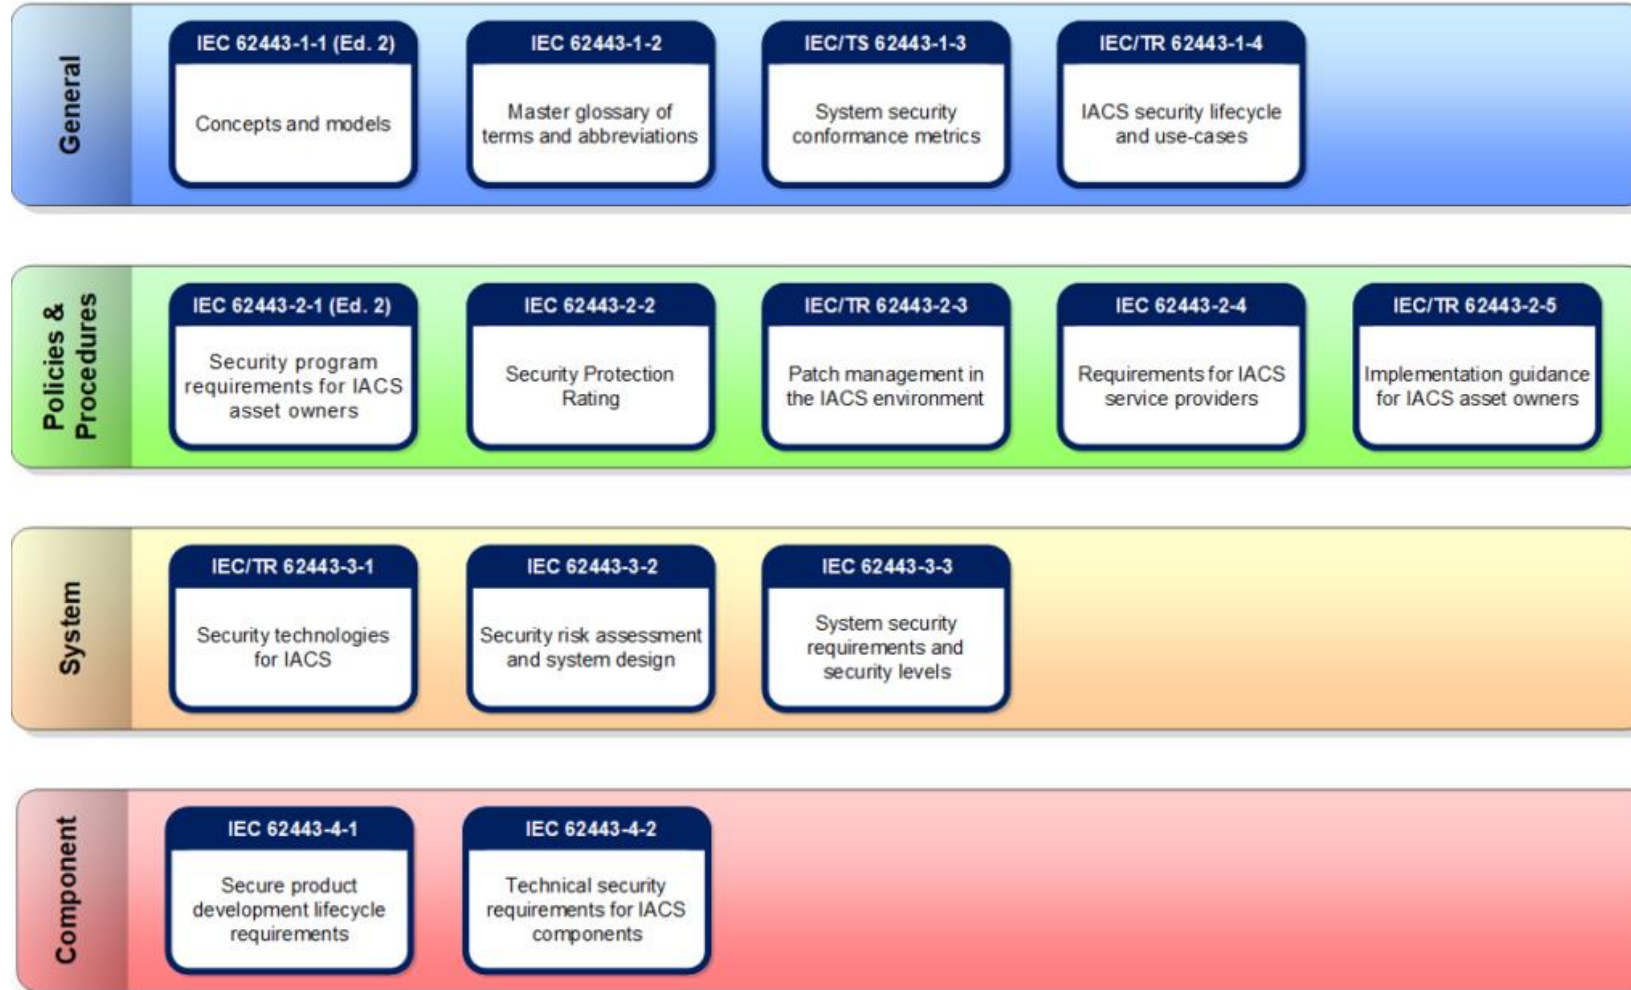 General
IEC 62443-1-1 (Ed. 2)
Concepts and models
IEC 62443-1-2
Master glossary of
terms and abbreviations
IEC/TS 62443-1-3
System security
conformance metrics
IEC/TR 62443-1-4
IACS security lifecycle
and use-cases
Policies &
Procedures
IEC 62443-2-1 (Ed. 2)
Security program
requirements for IACS
asset owners
IEC 62443-2-2
Security Protection
Rating
IEC/TR 62443-2-3
Patch management in
the IACS environment
IEC 62443-2-4
Requirements for IACS
service providers
IEC/TR 62443-2-5
Implementation guidance
for IACS asset owners
System
IEC/TR 62443-3-1
Security technologies
for IACS
IEC 62443-3-2
Security risk assessment
and system design
IEC 62443-3-3
System security
requirements and
security levels
Component
IEC 62443-4-1
Secure product
development lifecycle
requirements
IEC 62443-4-2
Technical security
requirements for IACS
components